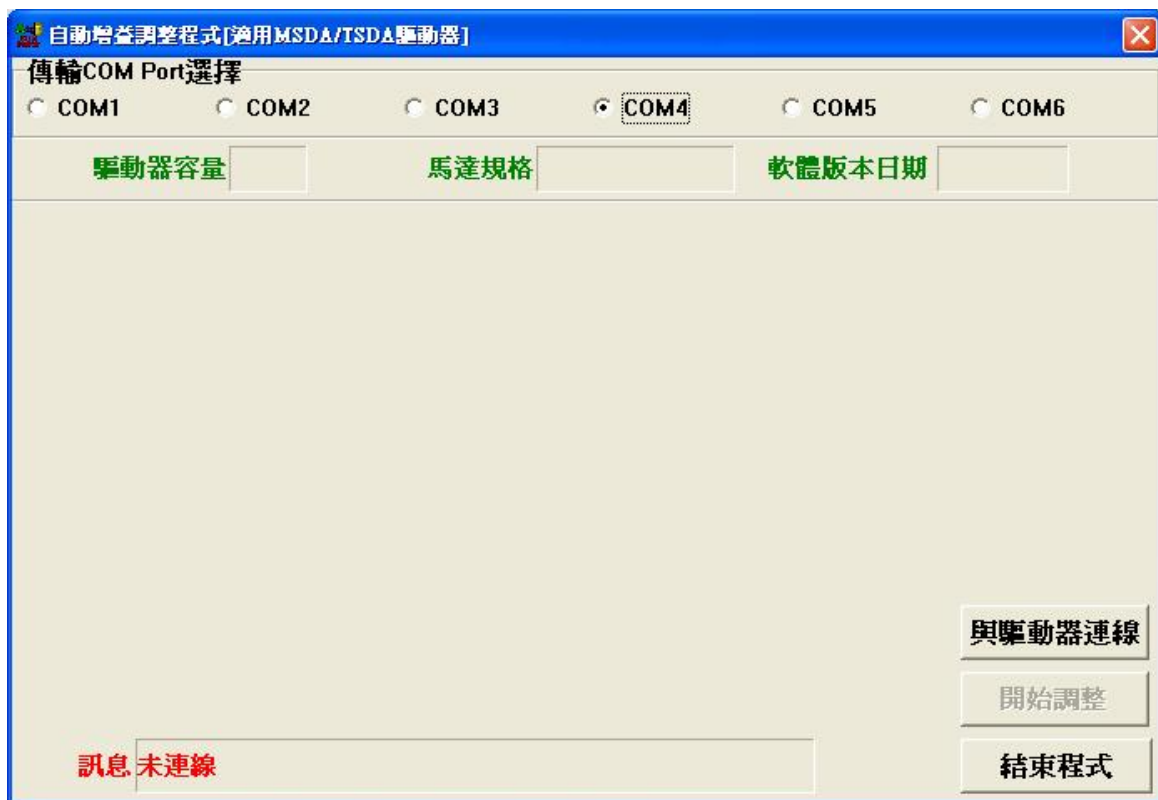 自動增益調整程式[適用MSDA/TSDA驅動器]
傳輸COM Port選擇
COM1 COM2 COM3 COM4 COM5 COM6
驅動器容量 馬達規格 軟體版本日期
與驅動器連線
開始調整
訊息 未連線 結束程式